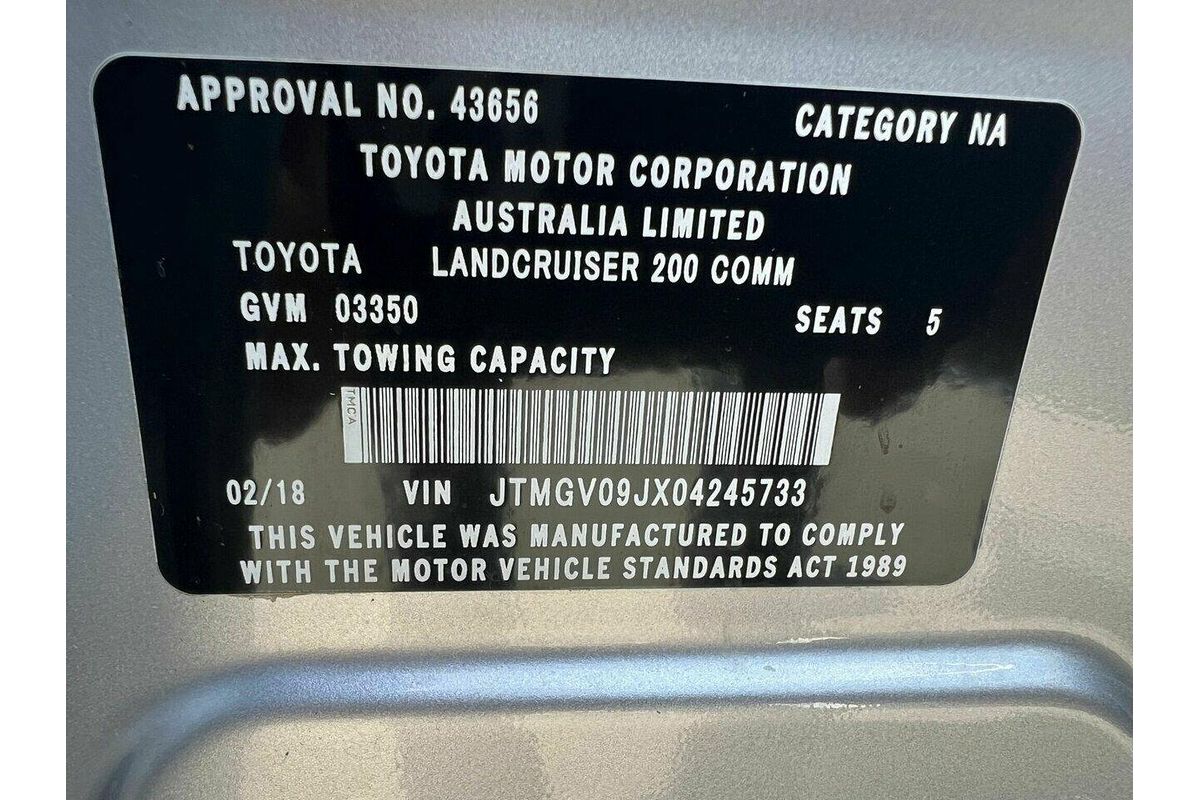 APPROVAL NO. 43656 CATEGORY NA
TOYOTA MOTOR CORPORATION
AUSTRALIA LIMITED
TOYOTA LANDCRUISER 200 COMM
GVM 03350 SEATS 5
MAX. TOWING CAPACITY
TMCA
02/18 VIN JTMGV09JX04245733
THIS VEHICLE WAS MANUFACTURED TO COMPLY
WITH THE MOTOR VEHICLE STANDARDS ACT 1989